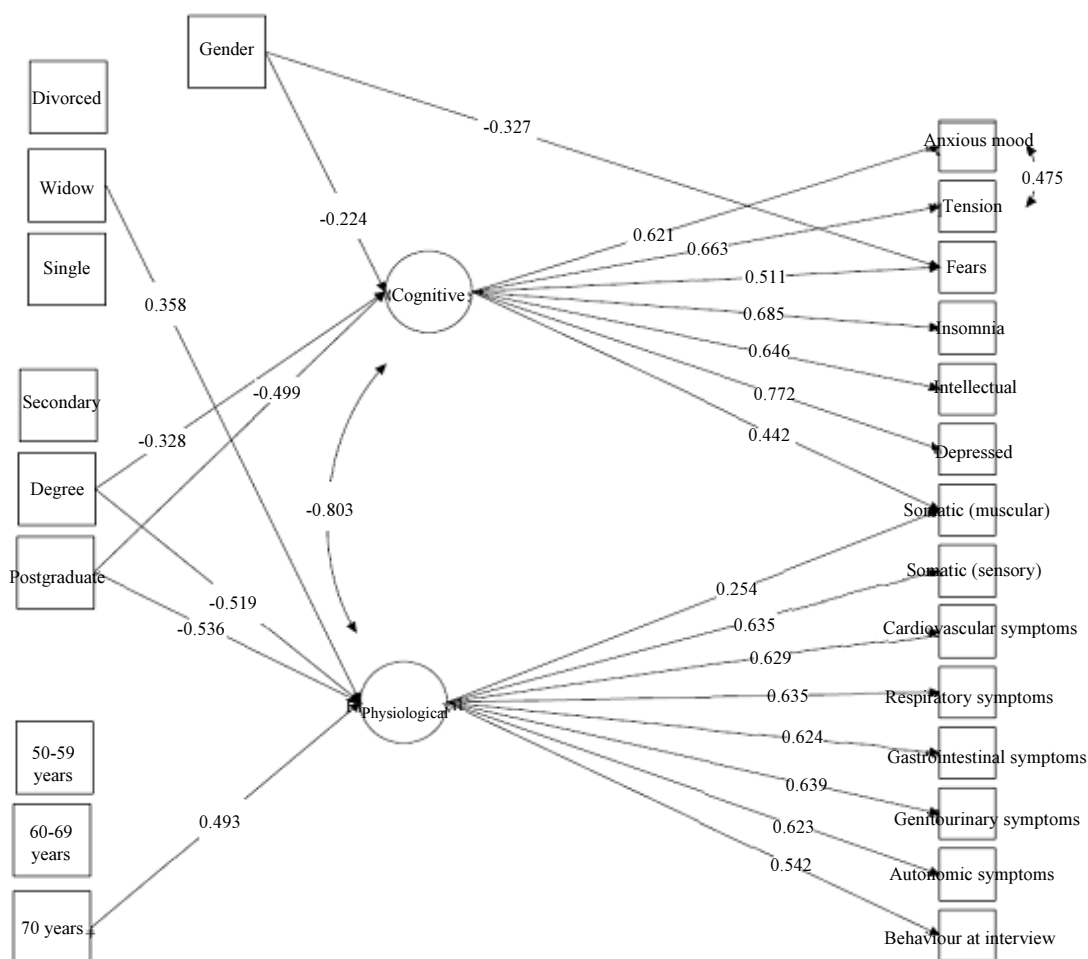 Gender
Divorced
-0.327
Anxious mood
Widow
0.475
Tension
-0.224
0.621
0.663
Single
Fears
0.511
Cognitive
0.358
0.685
Insomnia
0.646
Intellectual
-0.499
0.772
Secondary
0.442
-0.328
Depressed
Degree
-0.803
Somatic (muscular)
Postgraduate
Somatic (sensory)
0.254
-0.519
0.635
-0.536
Cardiovascular symptoms
0.629
0.635
Respiratory symptoms
Physiological
0.624
50-59
years
Gastrointestinal symptoms
0.639
0.493
Genitourinary symptoms
60-69
years
0.623
0.542
Autonomic symptoms
70 years
Behaviour at interview